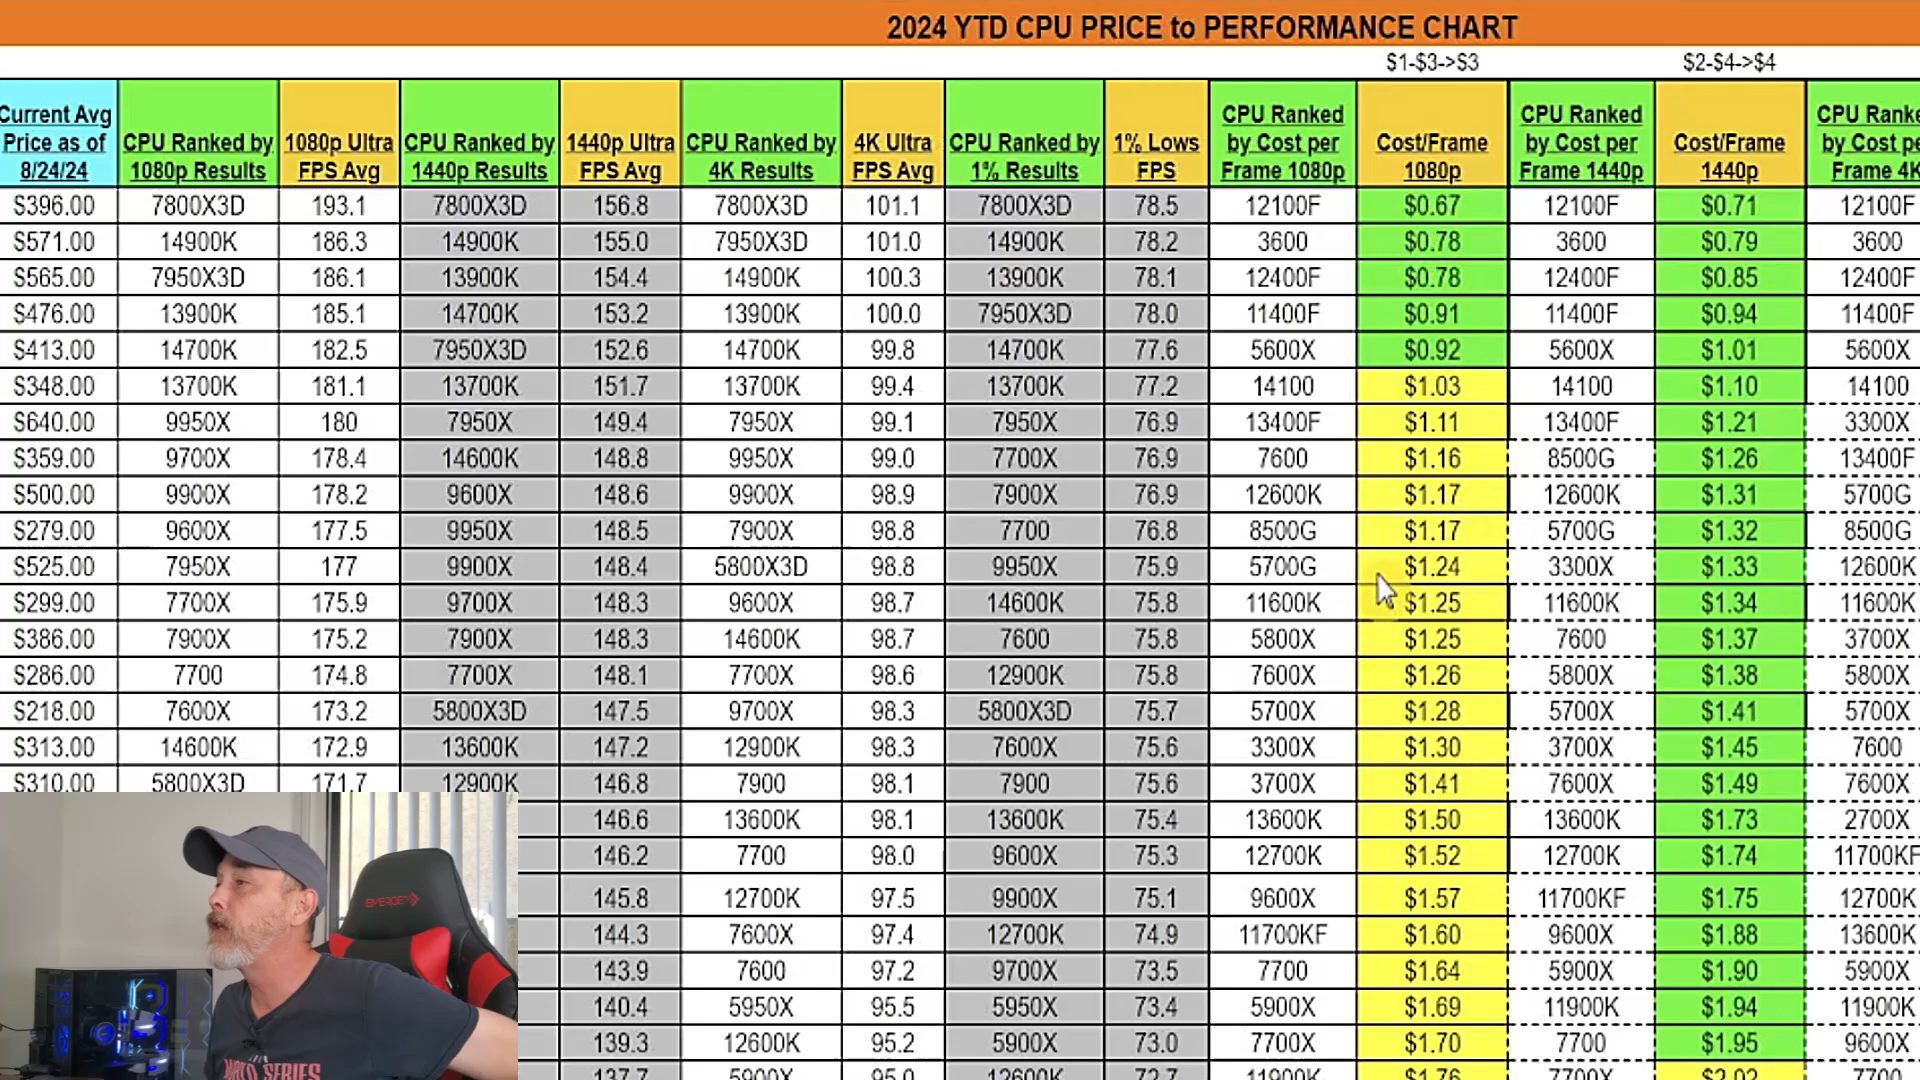 2024 YTD CPU PRICE to PERFORMANCE CHART
$1-$3->$3 $2-$4->$4
Current Avg Price as of 8/24/24 CPU Ranked by 1080p Results 1080p Ultra FPS Avg CPU Ranked by 1440p Results 1440p Ultra FPS Avg CPU Ranked by 4K Results 4K Ultra FPS Avg CPU Ranked by 1% Results 1% Lows FPS CPU Ranked by Cost per Frame 1080p Cost/Frame 1080p CPU Ranked by Cost per Frame 1440p Cost/Frame 1440p CPU Ranke by Cost pe Frame 4K
$396.00 7800X3D 193.1 7800X3D 156.8 7800X3D 101.1 7800X3D 78.5 12100F $0.67 12100F $0.71 12100F
$571.00 14900K 186.3 14900K 155.0 7950X3D 101.0 14900K 78.2 3600 $0.78 3600 $0.79 3600
$565.00 7950X3D 186.1 13900K 154.4 14900K 100.3 13900K 78.1 12400F $0.78 12400F $0.85 12400F
$476.00 13900K 185.1 14700K 153.2 13900K 100.0 7950X3D 78.0 11400F $0.91 11400F $0.94 11400F
$413.00 14700K 182.5 7950X3D 152.6 14700K 99.8 14700K 77.6 5600X $0.92 5600X $1.01 5600X
$348.00 13700K 181.1 13700K 151.7 13700K 99.4 13700K 77.2 14100 $1.03 14100 $1.10 14100
$640.00 9950X 180 7950X 149.4 7950X 99.1 7950X 76.9 13400F $1.11 13400F $1.21 3300X
$359.00 9700X 178.4 14600K 148.8 9950X 99.0 7700X 76.9 7600 $1.16 8500G $1.26 13400F
$500.00 9900X 178.2 9600X 148.6 9900X 98.9 7900X 76.9 12600K $1.17 12600K $1.31 5700G
$279.00 9600X 177.5 9950X 148.5 7900X 98.8 7700 76.8 8500G $1.17 5700G $1.32 8500G
$525.00 7950X 177 9900X 148.4 5800X3D 98.8 9950X 75.9 5700G $1.24 3300X $1.33 12600K
$299.00 7700X 175.9 9700X 148.3 9600X 98.7 14600K 75.8 11600K $1.25 11600K $1.34 11600K
$386.00 7900X 175.2 7900X 148.3 14600K 98.7 7600 75.8 5800X $1.25 7600 $1.37 3700X
$286.00 7700 174.8 7700X 148.1 7700X 98.6 12900K 75.8 7600X $1.26 5800X $1.38 5800X
$218.00 7600X 173.2 5800X3D 147.5 9700X 98.3 5800X3D 75.7 5700X $1.28 5700X $1.41 5700X
$313.00 14600K 172.9 13600K 147.2 12900K 98.3 7600X 75.6 3300X $1.30 3700X $1.45 7600
$310.00 5800X3D 171.7 12900K 146.8 7900 98.1 7900 75.6 3700X $1.41 7600X $1.49 7600X
146.6 13600K 98.1 13600K 75.4 13600K $1.50 13600K $1.73 2700X
146.2 7700 98.0 9600X 75.3 12700K $1.52 12700K $1.74 11700KF
145.8 12700K 97.5 9900X 75.1 9600X $1.57 11700KF $1.75 12700K
144.3 7600X 97.4 12700K 74.9 11700KF $1.60 9600X $1.88 13600K
143.9 7600 97.2 9700X 73.5 7700 $1.64 5900X $1.90 5900X
140.4 5950X 95.5 5950X 73.4 5900X $1.69 11900K $1.94 11900K
139.3 12600K 95.2 5900X 73.0 7700X $1.70 7700 $1.95 9600X
137.7 5900X 95.0 12600K 72.7 11900K $1.76 7700X $2.02 7700
WORLD SERIES